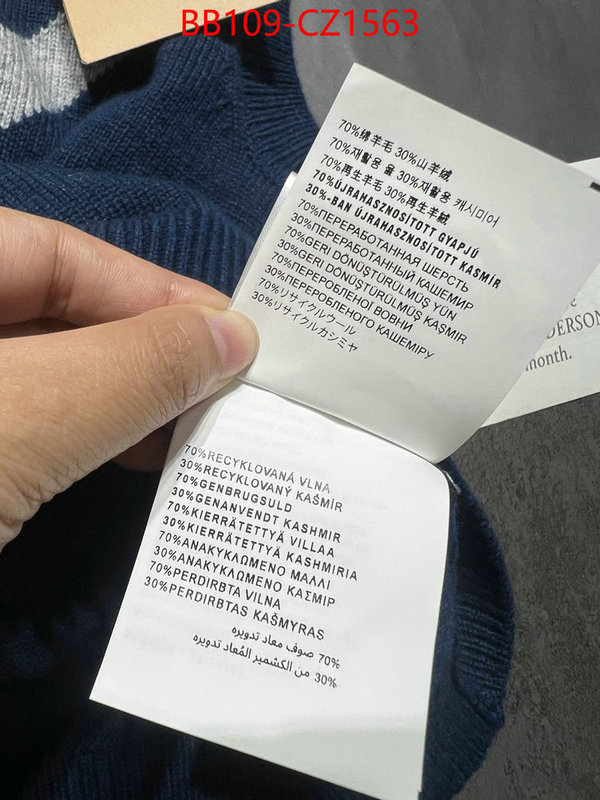 BB109-CZ1563
70%绵羊毛 30%山羊绒
70%재활용 울 30%재활용 캐시미어
70%再生羊毛 30%再生羊絨
70%ÚJRAHASZNOSÍTOTT GYAPJÚ
30%-BAN ÚJRAHASZNOSÍTOTT KASMÍR
70%ПЕРЕРАБОТАННАЯ ШЕРСТЬ
30%ПЕРЕРАБОТАННЫЙ КАШЕМИР
70%GERI DÖNÜŞTÜRÜLMÜŞ YÜN
30%GERI DÖNÜŞTÜRÜLMÜŞ KAŞMIR
70%ПЕРЕРОБЛЕНОЇ ВОВНИ
30%ПЕРЕРОБЛЕНОГО КАШЕМІРУ
70%リサイクルウール
30%リサイクルカシミヤ
DERSON
month.
70%RECYKLOVANÁ VLNA
30%RECYKLOVANÝ KAŠMÍR
70%GENBRUGSULD
30%GENANVENDT KASHMIR
70%KIERRÄTETTYÄ VILLAA
30%KIERRÄTETTYÄ KASHMIRIA
70%ΑΝΑΚΥΚΛΩΜΕΝΟ ΜΑΛΛΙ
30%ΑΝΑΚΥΚΛΩΜΕΝΟ ΚΑΣΜΙΡ
70%PERDIRBTA VILNA
30%PERDIRBTAS KAŠMYRAS
70% صوف معاد تدويره
30% من الكشمير المُعاد تدويره